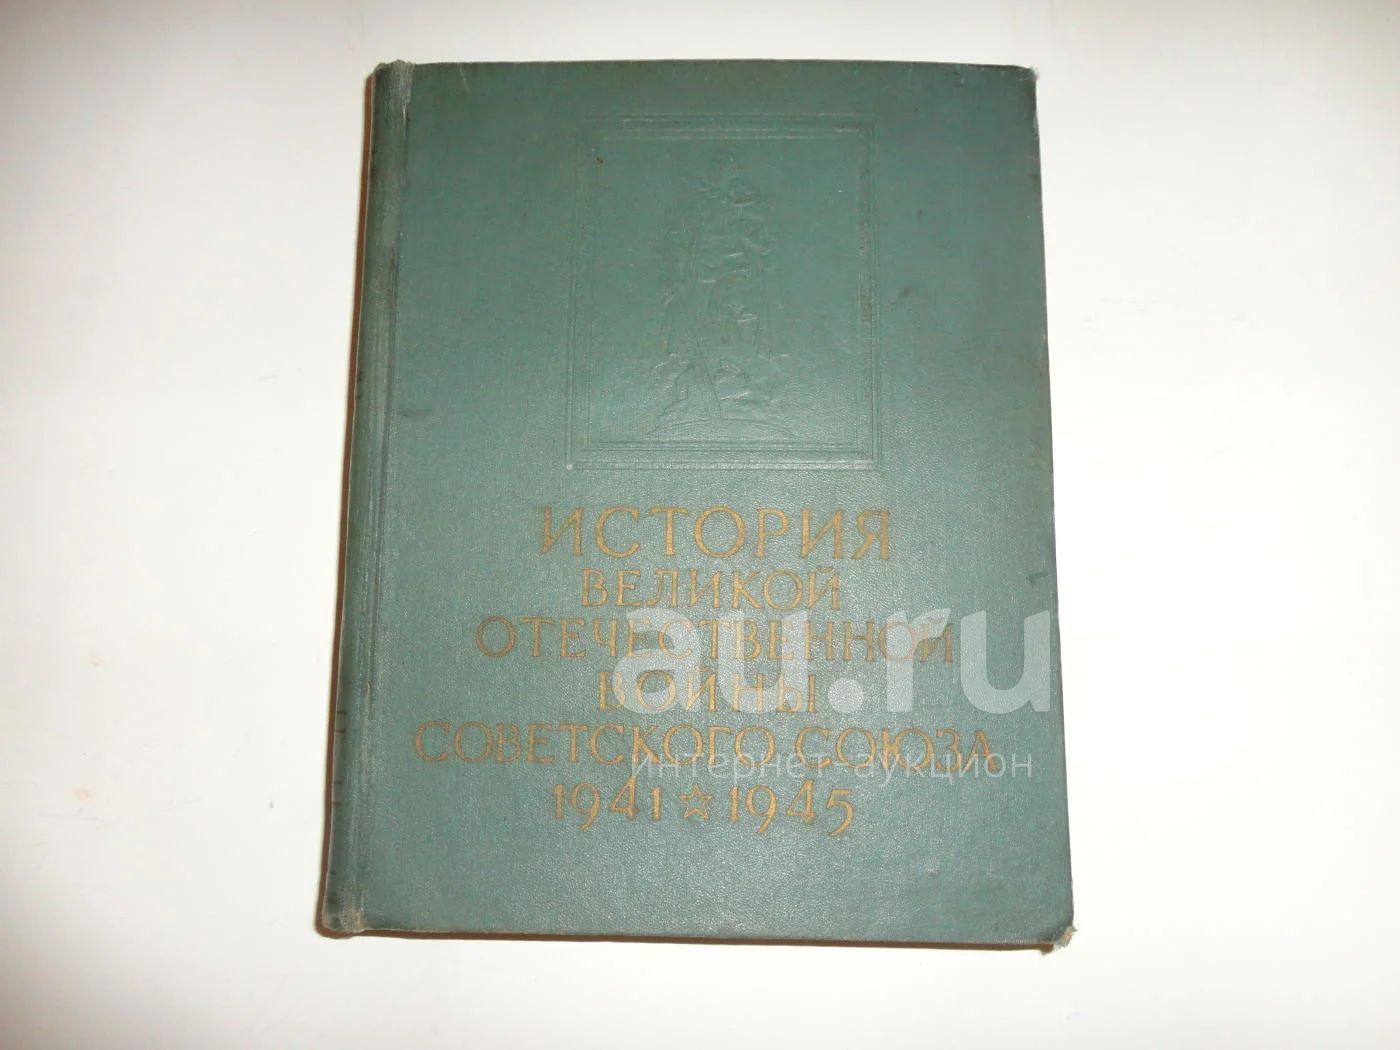 ИСТОРИЯ
ВЕЛИКОЙ
ОТЕЧЕСТВЕННОЙ
ВОЙНЫ
СОВЕТСКОГО СОЮЗА
1941☆1945
au.ru
интернет-аукцион